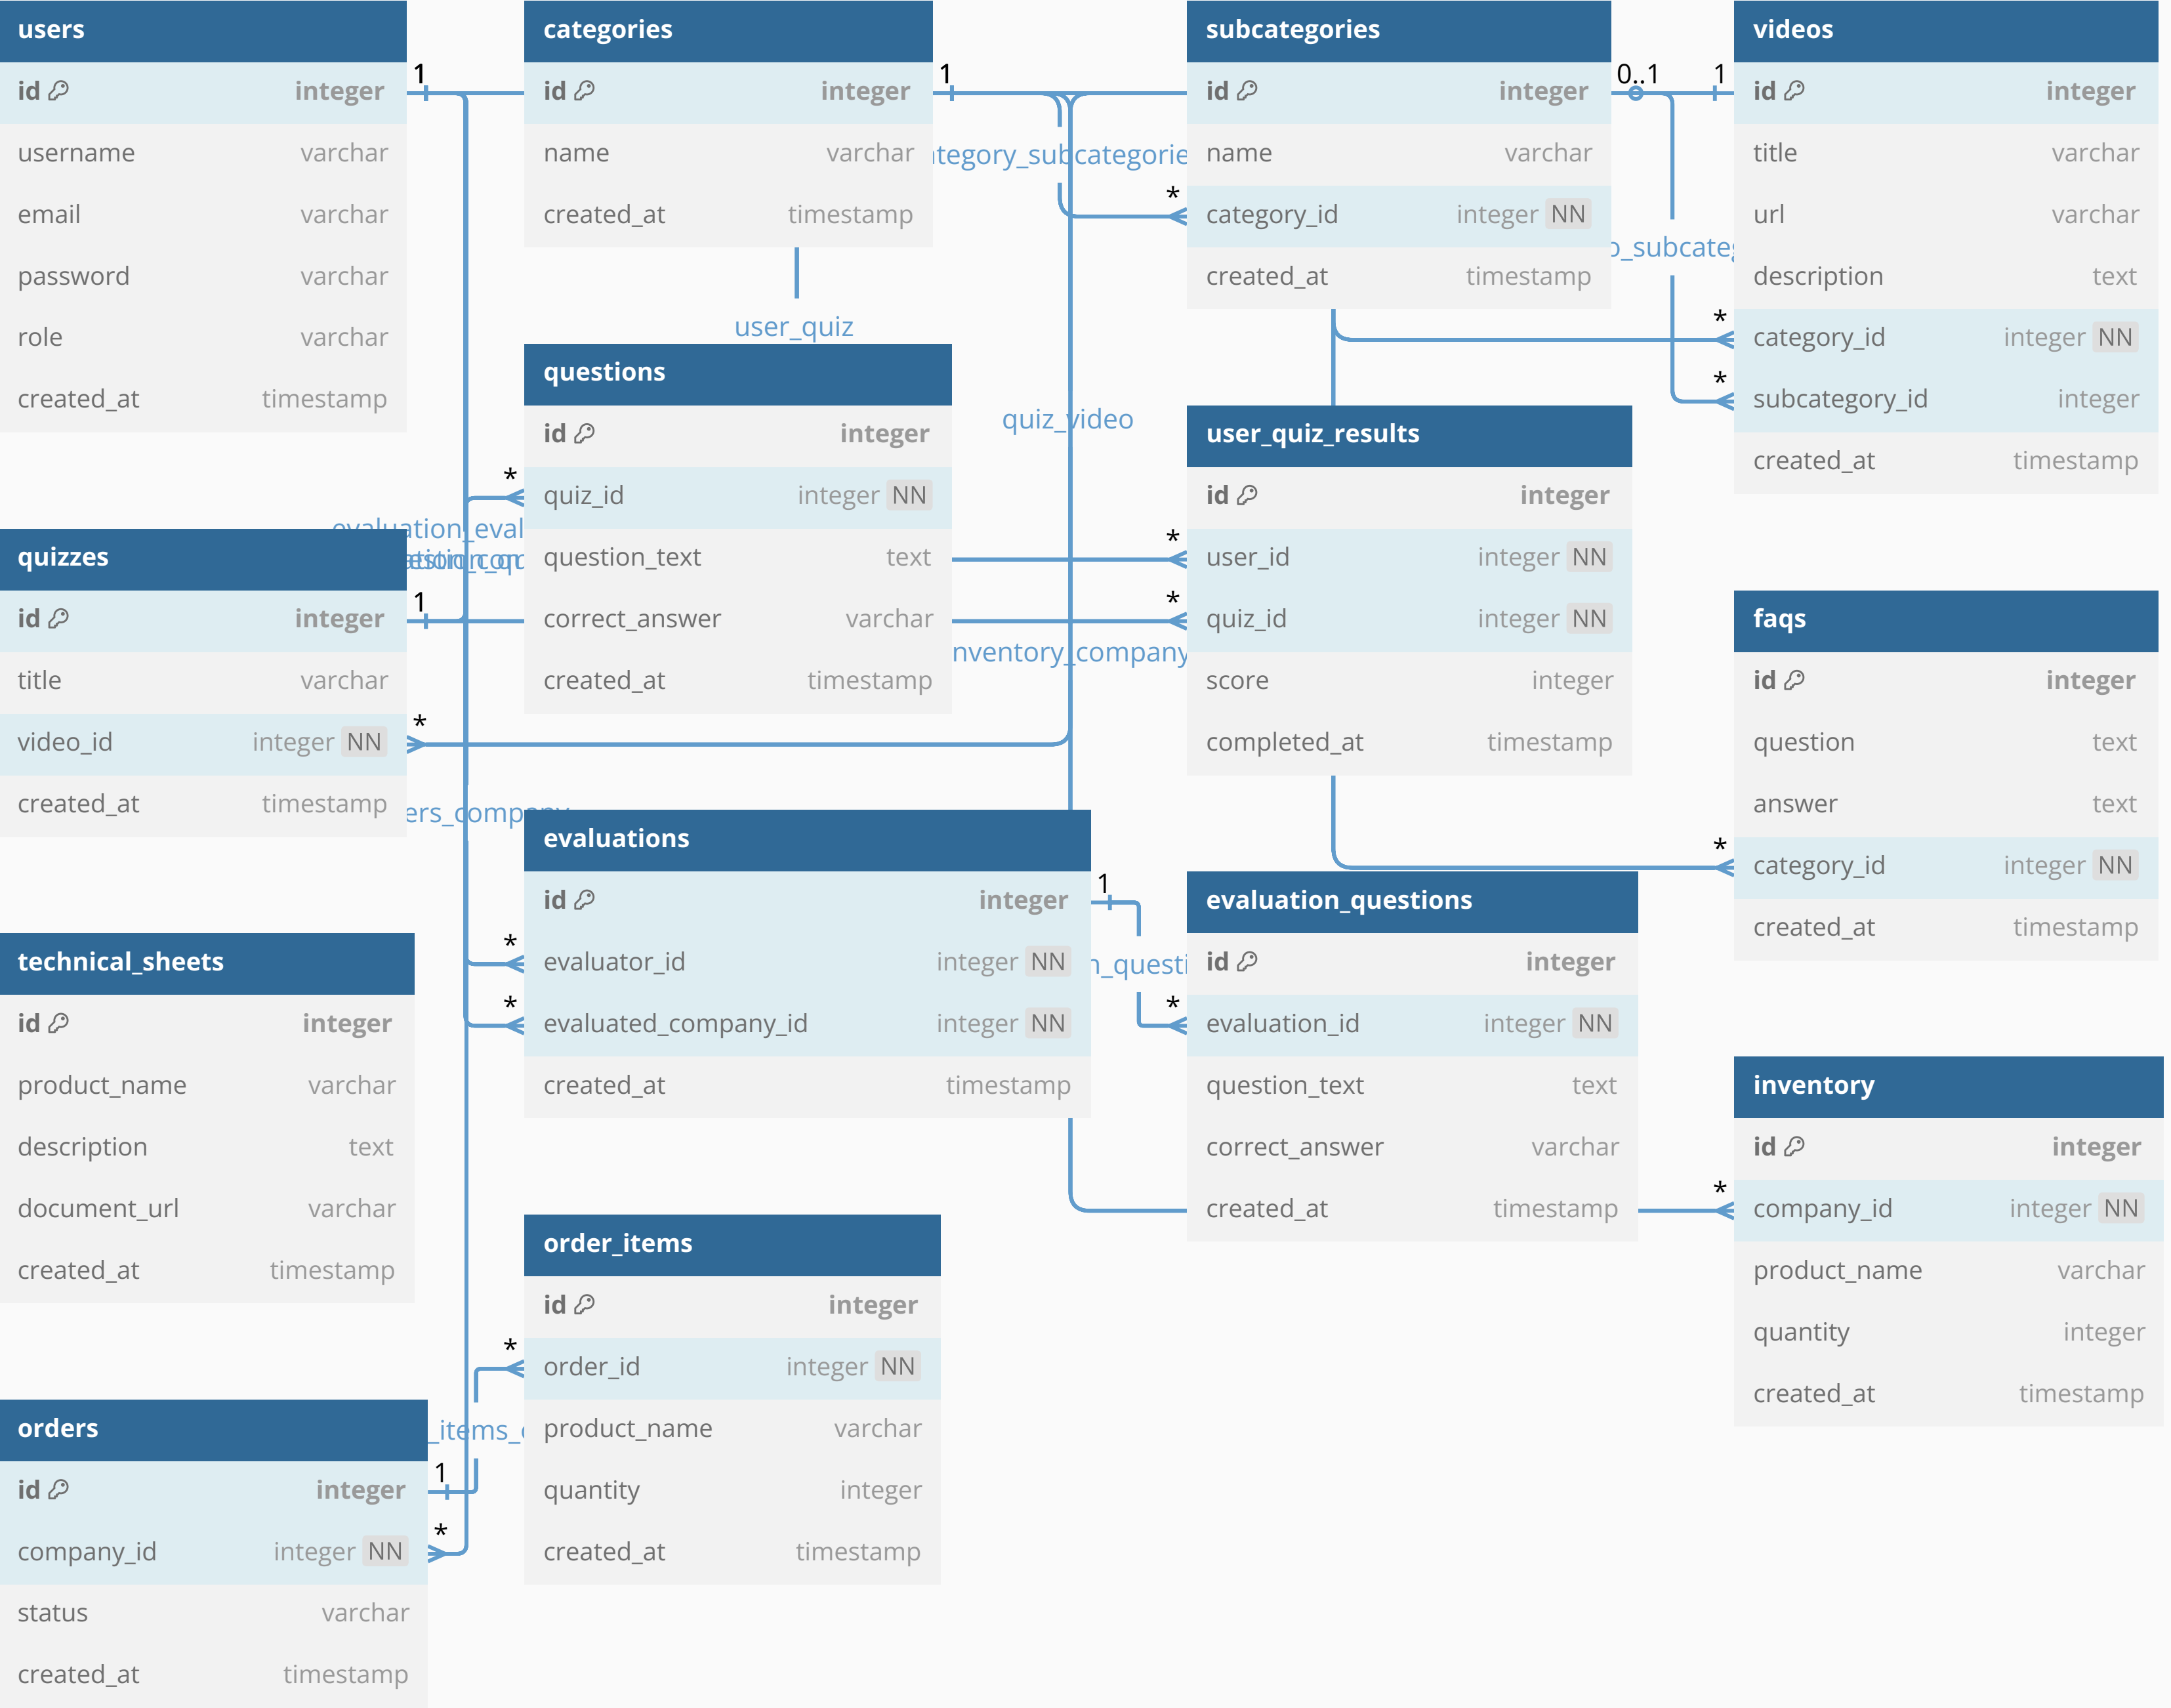 users
id integer
username varchar
email varchar
password varchar
role varchar
created_at timestamp
1
categories
id integer
name varchar
created_at timestamp
1
user_quiz
subcategories
id integer
name varchar
category_id integer NN
created_at timestamp
*
0..1
1
videos
id integer
title varchar
url varchar
description text
category_id integer NN
subcategory_id integer
created_at timestamp
*
*
questions
id integer
quiz_id integer NN
question_text text
correct_answer varchar
created_at timestamp
*
quiz_video
user_quiz_results
id integer
user_id integer NN
quiz_id integer NN
score integer
completed_at timestamp
*
*
quizzes
id integer
title varchar
video_id integer NN
created_at timestamp
1
*
faqs
id integer
question text
answer text
category_id integer NN
created_at timestamp
*
evaluations
id integer
evaluator_id integer NN
evaluated_company_id integer NN
created_at timestamp
*
*
1
evaluation_questions
id integer
evaluation_id integer NN
question_text text
correct_answer varchar
created_at timestamp
*
technical_sheets
id integer
product_name varchar
description text
document_url varchar
created_at timestamp
inventory
id integer
company_id integer NN
product_name varchar
quantity integer
created_at timestamp
*
order_items
id integer
order_id integer NN
product_name varchar
quantity integer
created_at timestamp
*
orders
id integer
company_id integer NN
status varchar
created_at timestamp
1
*